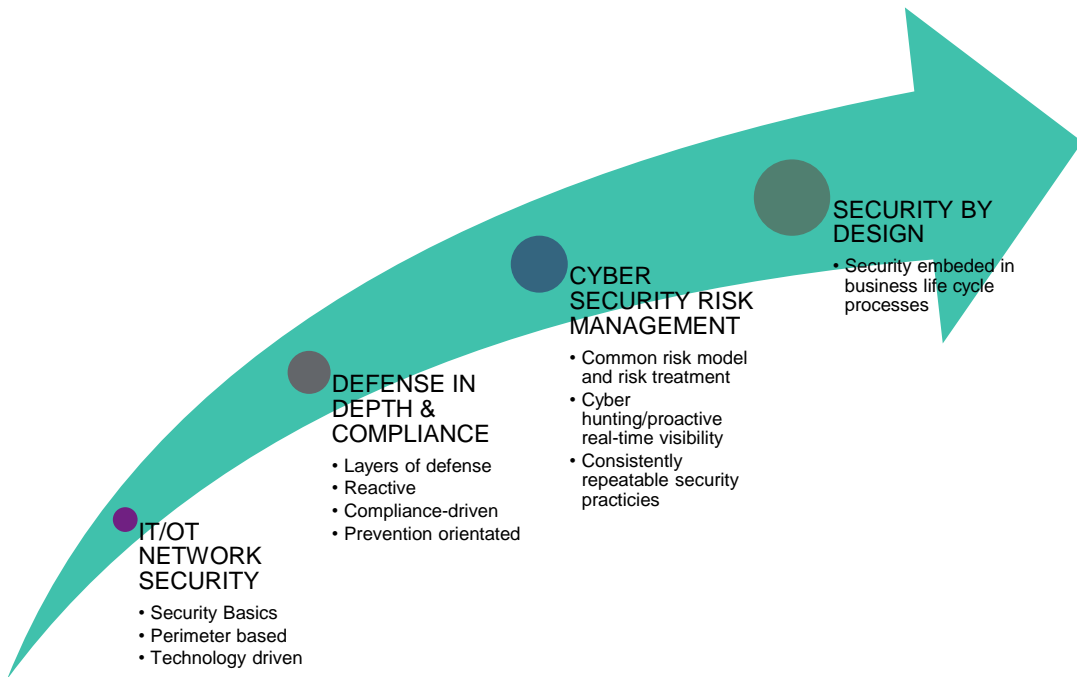 IT/OT
NETWORK
SECURITY
• Security Basics
• Perimeter based
• Technology driven
DEFENSE IN
DEPTH &
COMPLIANCE
• Layers of defense
• Reactive
• Compliance-driven
• Prevention orientated
CYBER
SECURITY RISK
MANAGEMENT
• Common risk model
and risk treatment
• Cyber
hunting/proactive
real-time visibility
• Consistently
repeatable security
practicies
SECURITY BY
DESIGN
• Security embeded in
business life cycle
processes